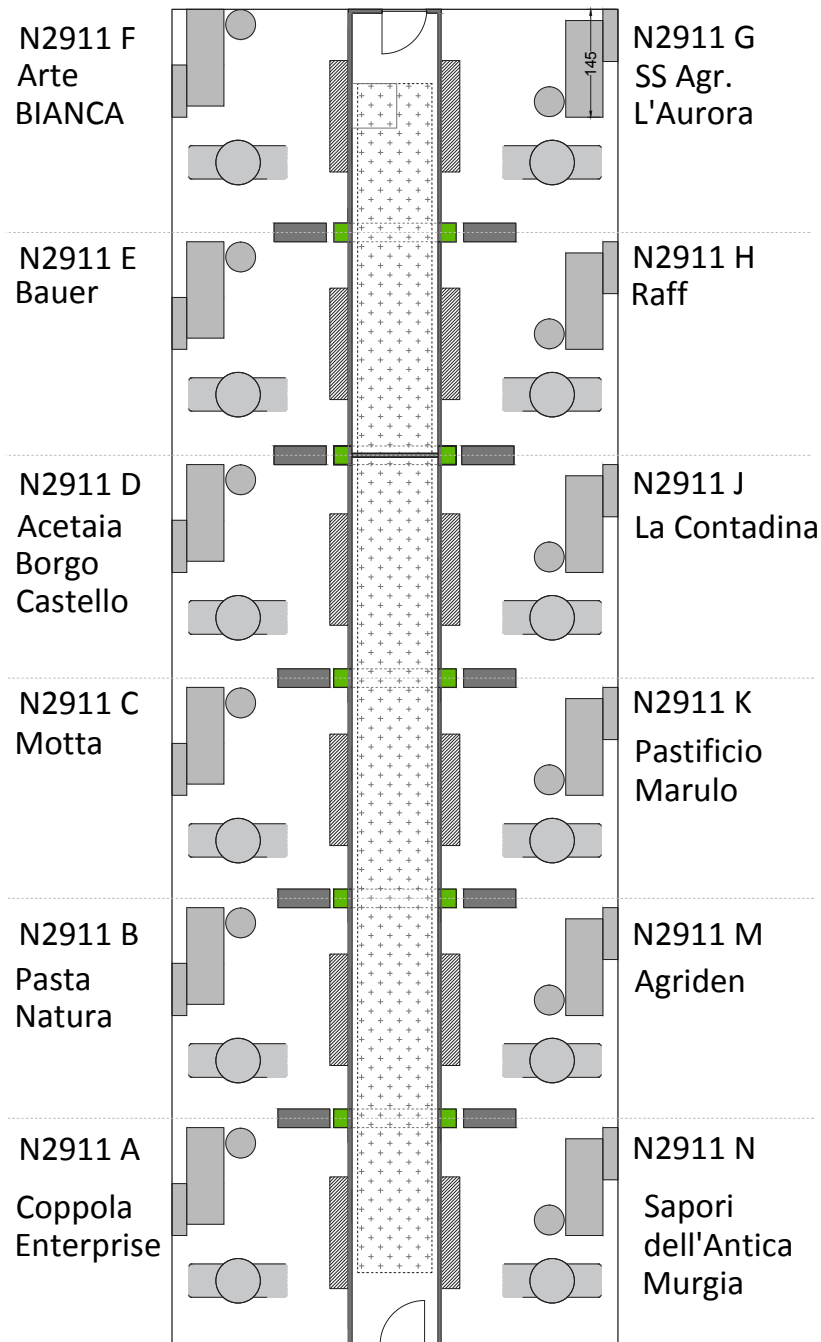 N2911 F
Arte
BIANCA
N2911 G
SS Agr.
L'Aurora
145
N2911 E
Bauer
N2911 H
Raff
N2911 D
Acetaia
Borgo
Castello
N2911 J
La Contadina
N2911 C
Motta
N2911 K
Pastificio
Marulo
N2911 B
Pasta
Natura
N2911 M
Agriden
N2911 A
Coppola
Enterprise
N2911 N
Sapori
dell'Antica
Murgia